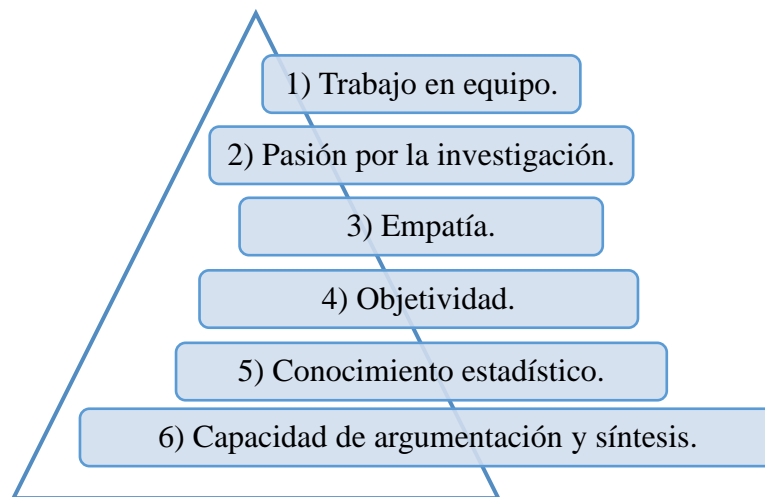 1) Trabajo en equipo.
2) Pasión por la investigación.
3) Empatía.
4) Objetividad.
5) Conocimiento estadístico.
6) Capacidad de argumentación y síntesis.